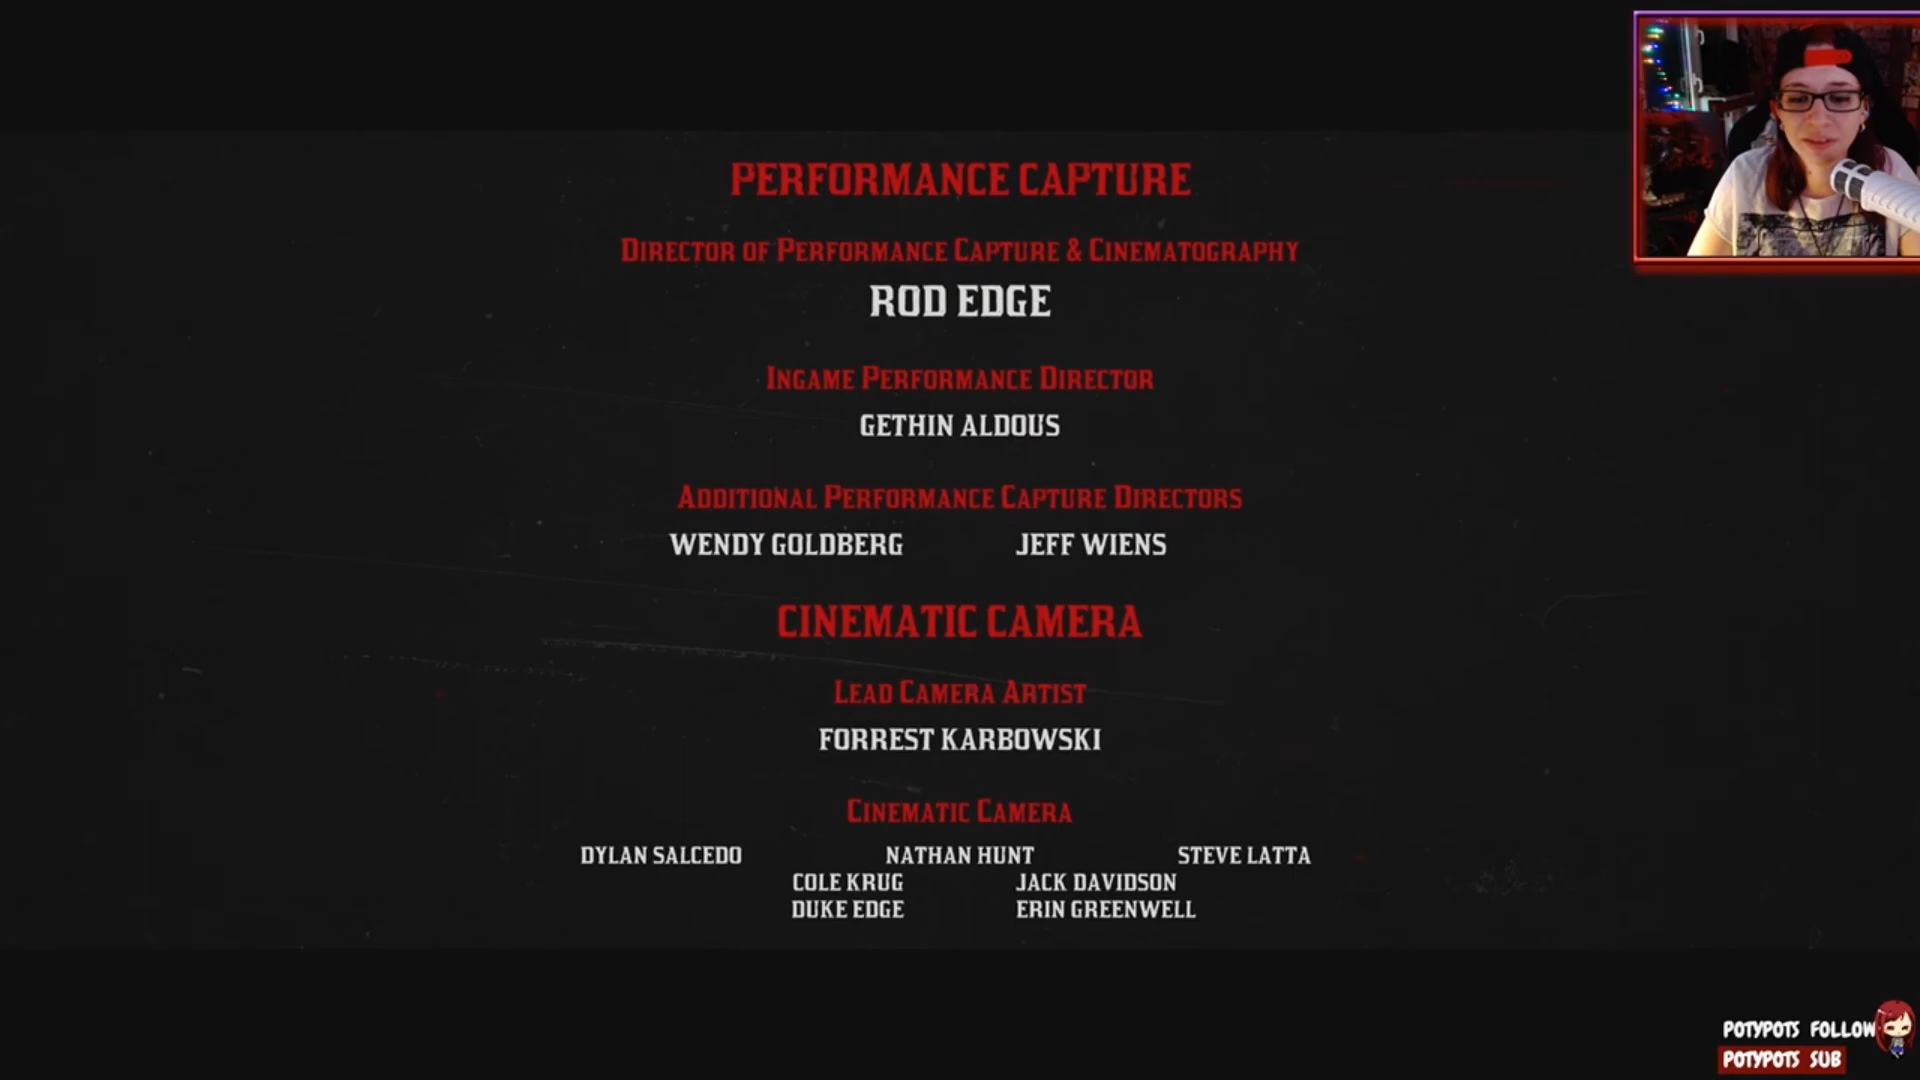 PERFORMANCE CAPTURE
DIRECTOR OF PERFORMANCE CAPTURE & CINEMATOGRAPHY
ROD EDGE
INGAME PERFORMANCE DIRECTOR
GETHIN ALDOUS
ADDITIONAL PERFORMANCE CAPTURE DIRECTORS
WENDY GOLDBERG JEFF WIENS
CINEMATIC CAMERA
LEAD CAMERA ARTIST
FORREST KARBOWSKI
CINEMATIC CAMERA
DYLAN SALCEDO NATHAN HUNT STEVE LATTA
COLE KRUG JACK DAVIDSON
DUKE EDGE ERIN GREENWELL
POTYPOTS FOLLOW
POTYPOTS SUB